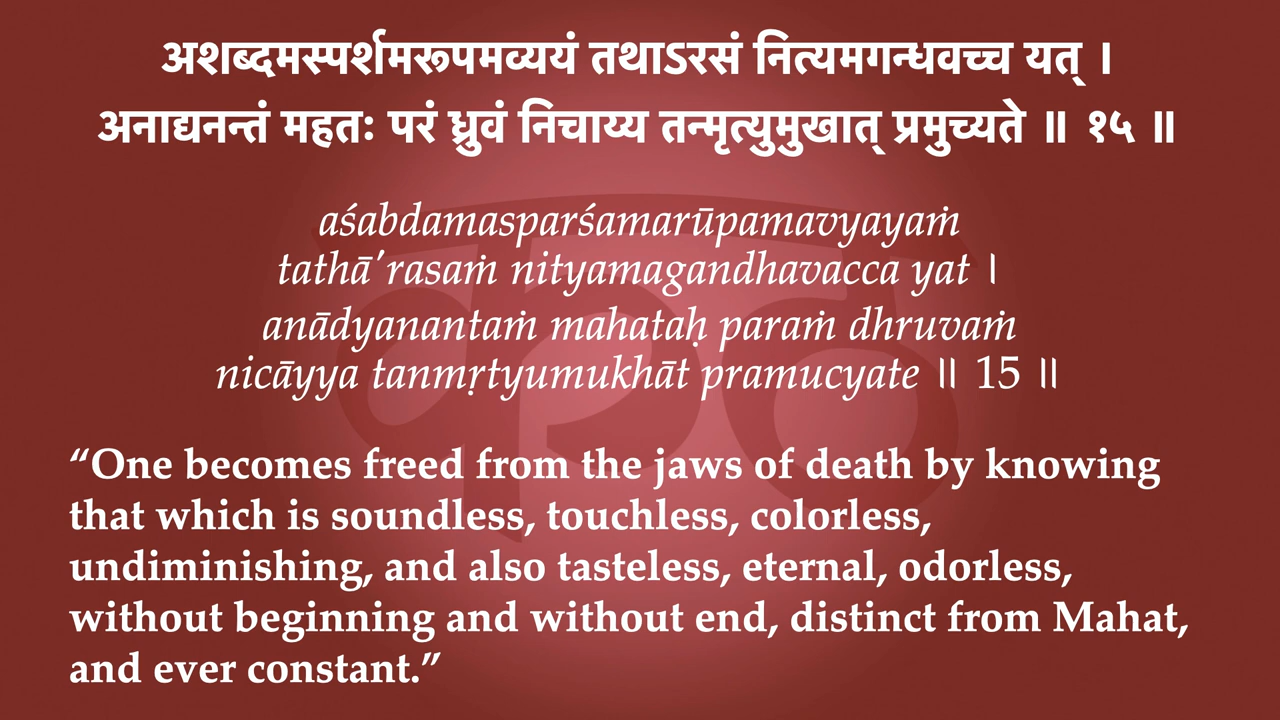 अशब्दमस्पर्शमरूपमव्ययं तथाऽरसं नित्यमगन्धवच्च यत् ।
अनाद्यनन्तं महतः परं ध्रुवं निचाय्य तन्मृत्युमुखात् प्रमुच्यते ॥ १५ ॥
aśabdamasparśamarūpamavyayaṁ
tathā'rasaṁ nityamagandhavacca yat ।
anādyanantaṁ mahataḥ paraṁ dhruvaṁ
nicāyya tanmṛtyumukhāt pramucyate ॥ 15 ॥
“One becomes freed from the jaws of death by knowing
that which is soundless, touchless, colorless,
undiminishing, and also tasteless, eternal, odorless,
without beginning and without end, distinct from Mahat,
and ever constant.”
कठ